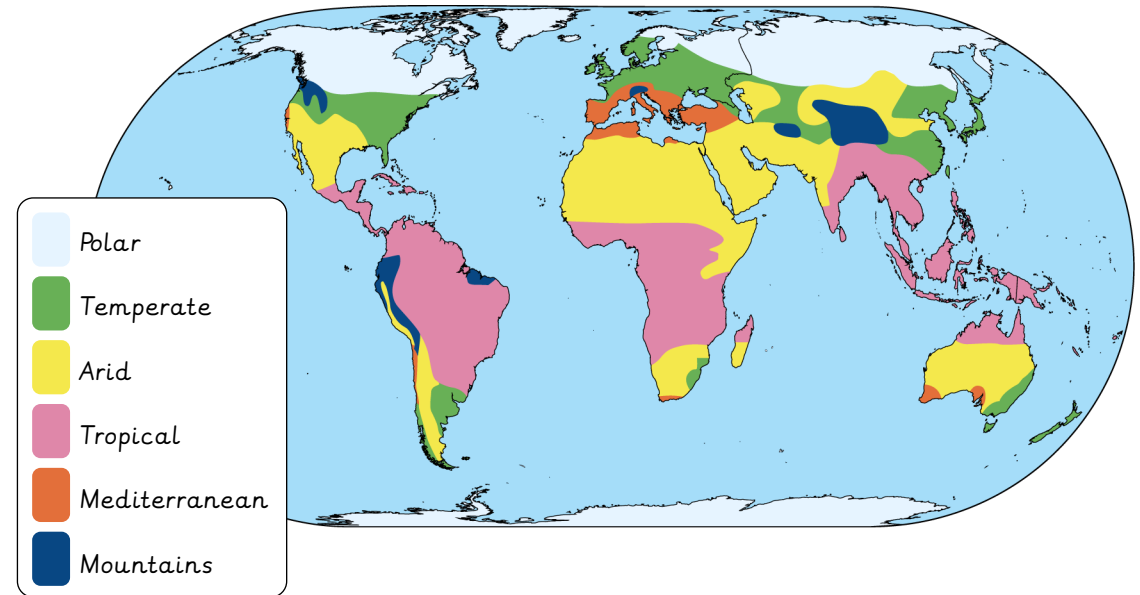 Polar
Temperate
Arid
Tropical
Mediterranean
Mountains